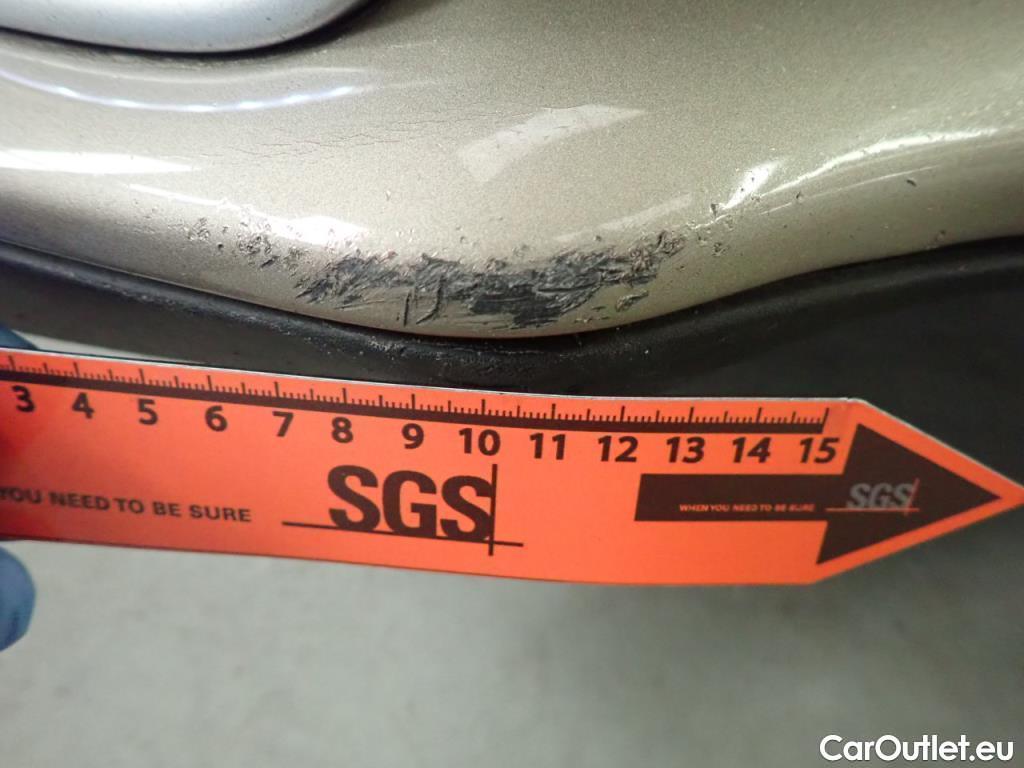 3 4 5 6 7 8 9 10 11 12 13 14 15
YOU NEED TO BE SURE
SGS
WHEN YOU NEED TO BE SURE
SGS
CarOutlet.eu